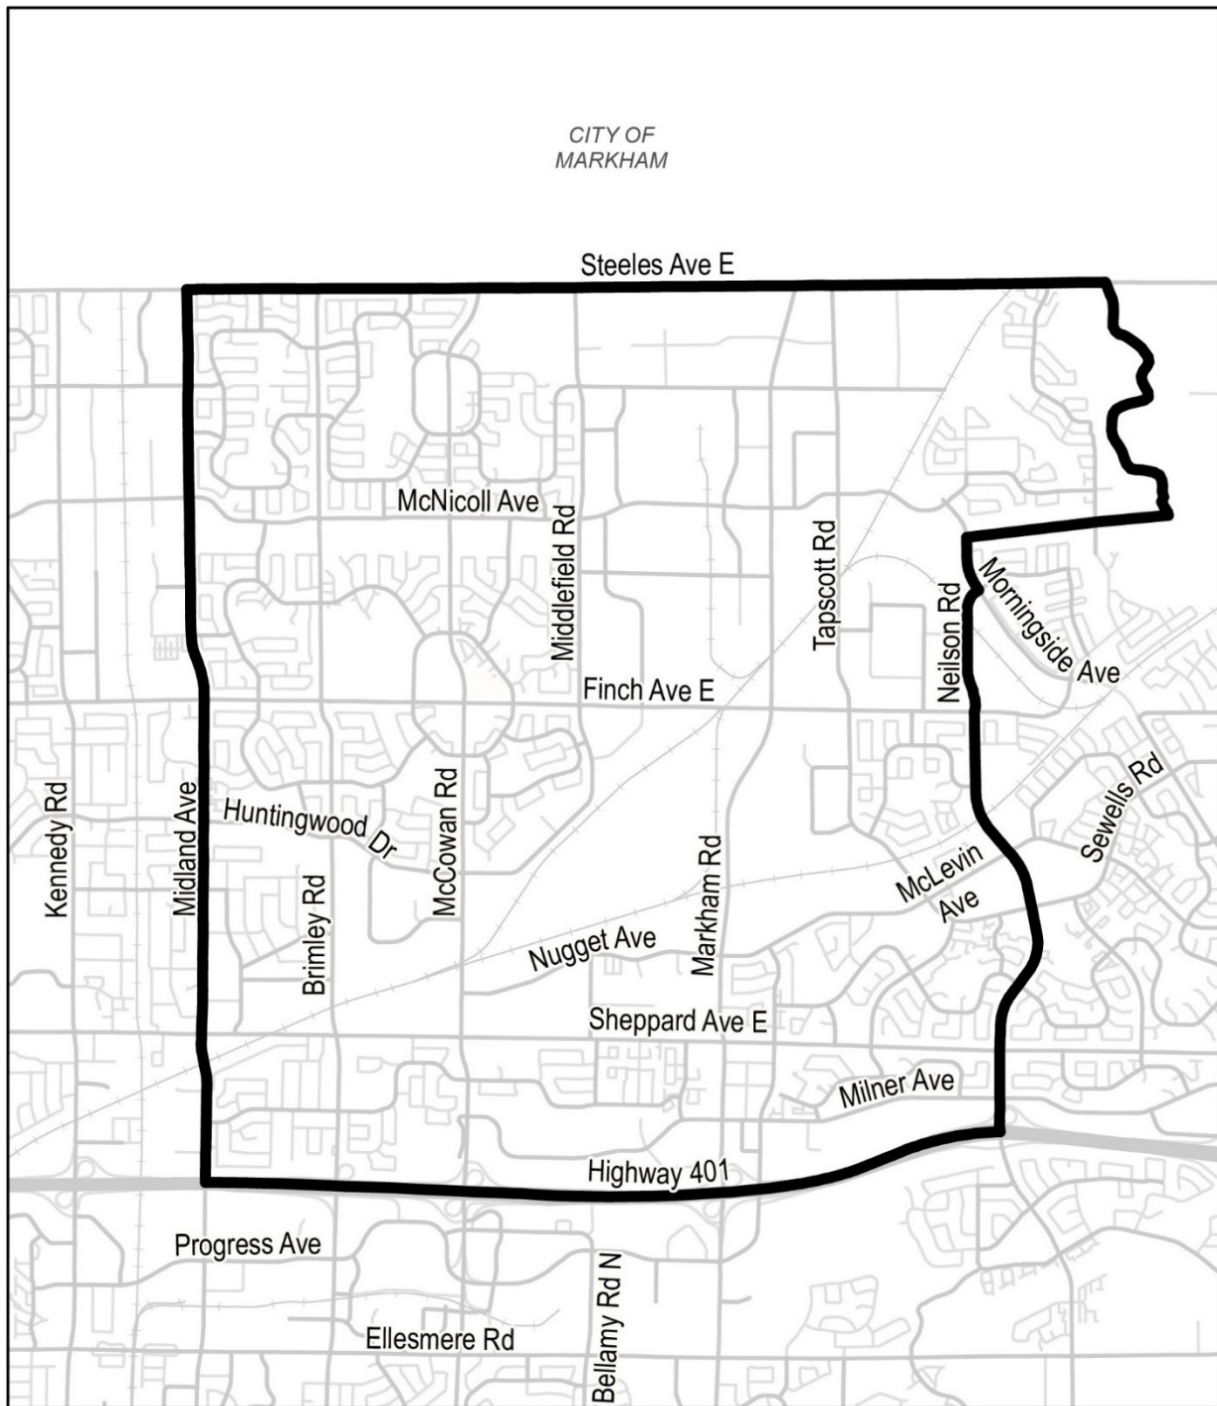 CITY OF
MARKHAM
Steeles Ave E
McNicoll Ave
Middlefield Rd
Tapscott Rd
Neilson Rd
Morningside Ave
Finch Ave E
Kennedy Rd
Midland Ave
Huntingwood Dr
Brimley Rd
McCowan Rd
Markham Rd
McLevin
Ave
Sewells Rd
Nugget Ave
Sheppard Ave E
Milner Ave
Highway 401
Progress Ave
Bellamy Rd N
Ellesmere Rd